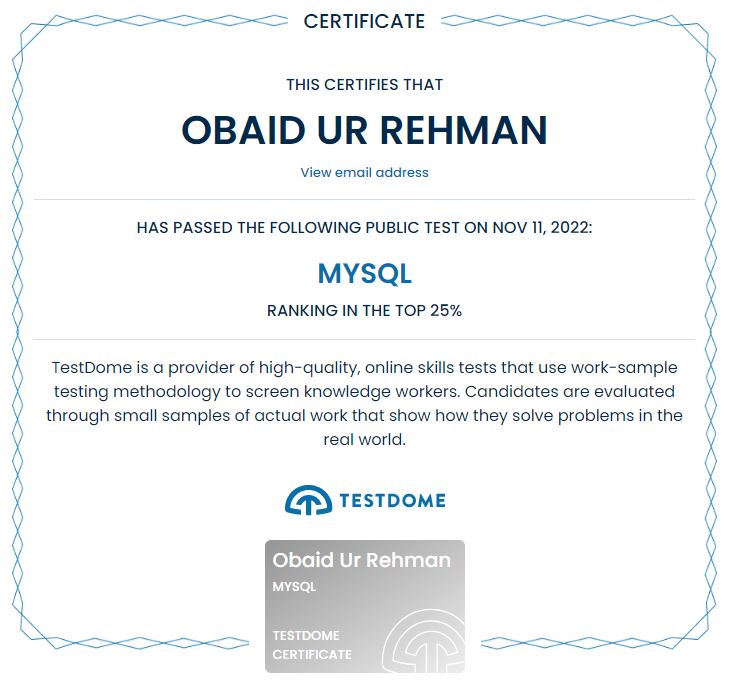 CERTIFICATE
THIS CERTIFIES THAT
OBAID UR REHMAN
View email address
HAS PASSED THE FOLLOWING PUBLIC TEST ON NOV 11, 2022:
MYSQL
RANKING IN THE TOP 25%
TestDome is a provider of high-quality, online skills tests that use work-sample
testing methodology to screen knowledge workers. Candidates are evaluated
through small samples of actual work that show how they solve problems in the
real world.
TESTDOME
Obaid Ur Rehman
MYSQL
TESTDOME
CERTIFICATE